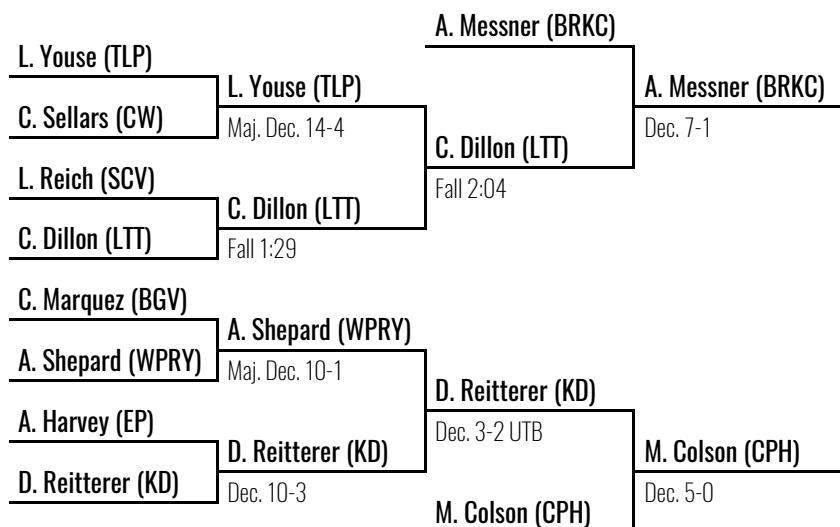 A. Messner (BRKC)
L. Youse (TLP)
L. Youse (TLP)
A. Messner (BRKC)
C. Sellars (CW)
Maj. Dec. 14-4
Dec. 7-1
C. Dillon (LTT)
L. Reich (SCV)
Fall 2:04
C. Dillon (LTT)
C. Dillon (LTT)
Fall 1:29
C. Marquez (BGV)
A. Shepard (WPRY)
A. Shepard (WPRY)
Maj. Dec. 10-1
D. Reitterer (KD)
A. Harvey (EP)
Dec. 3-2 UTB
D. Reitterer (KD)
M. Colson (CPH)
D. Reitterer (KD)
Dec. 10-3
Dec. 5-0
M. Colson (CPH)